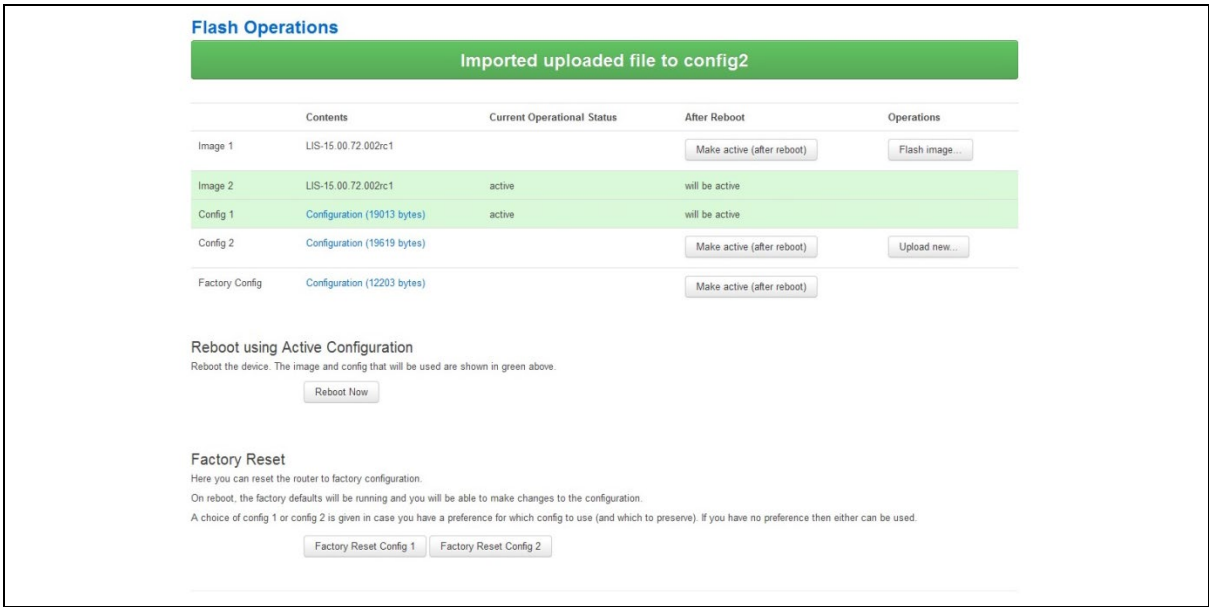 Flash Operations
Imported uploaded file to config2
Contents Current Operational Status After Reboot Operations
Image 1 LIS-15.00.72.002rc1 Make active (after reboot) Flash image...
Image 2 LIS-15.00.72.002rc1 active will be active
Config 1 Configuration (19013 bytes) active will be active
Config 2 Configuration (19619 bytes) Make active (after reboot) Upload new...
Factory Config Configuration (12203 bytes) Make active (after reboot)
Reboot using Active Configuration
Reboot the device. The image and config that will be used are shown in green above.
Reboot Now
Factory Reset
Here you can reset the router to factory configuration.
On reboot, the factory defaults will be running and you will be able to make changes to the configuration.
A choice of config 1 or config 2 is given in case you have a preference for which config to use (and which to preserve). If you have no preference then either can be used.
Factory Reset Config 1 Factory Reset Config 2